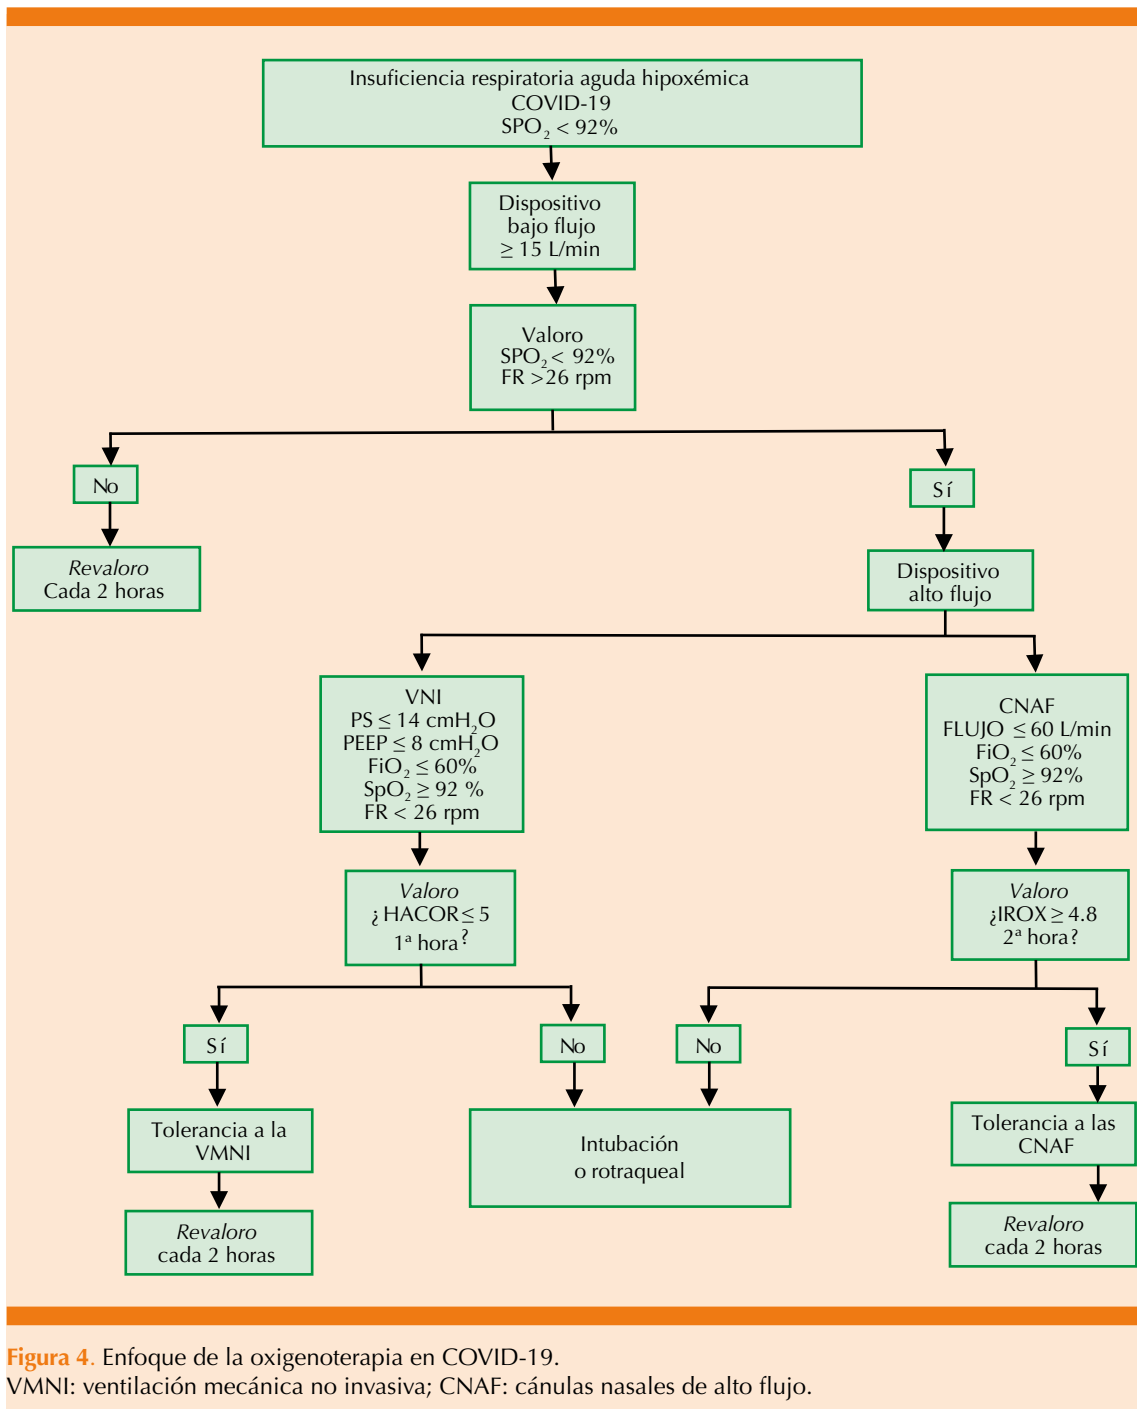 Insuficiencia respiratoria aguda hipoxémica
COVID-19
SPO₂ < 92%
Dispositivo
bajo flujo
≥ 15 L/min
Valoro
SPO₂ < 92%
FR >26 rpm
No
Sí
Revaloro
Cada 2 horas
Dispositivo
alto flujo
VNI
PS ≤ 14 cmH₂O
PEEP ≤ 8 cmH₂O
FiO₂ ≤ 60%
SpO₂ ≥ 92 %
FR < 26 rpm
CNAF
FLUJO ≤ 60 L/min
FiO₂ ≤ 60%
SpO₂ ≥ 92%
FR < 26 rpm
Valoro
¿HACOR ≤ 5
1ª hora?
Valoro
¿IROX ≥ 4.8
2ª hora?
Sí
No
No
Sí
Tolerancia a la
VMNI
Intubación
o rotraqueal
Tolerancia a las
CNAF
Revaloro
cada 2 horas
Revaloro
cada 2 horas
Figura 4. Enfoque de la oxigenoterapia en COVID-19.
VMNI: ventilación mecánica no invasiva; CNAF: cánulas nasales de alto flujo.